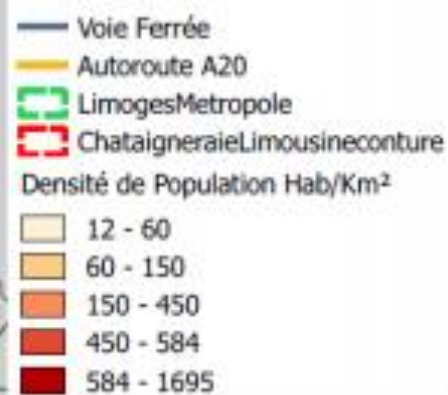 Voie Ferrée
Autoroute A20
LimogesMetropole
ChataigneraieLimousineconture
Densité de Population Hab/Km²
12 - 60
60 - 150
150 - 450
450 - 584
584 - 1695